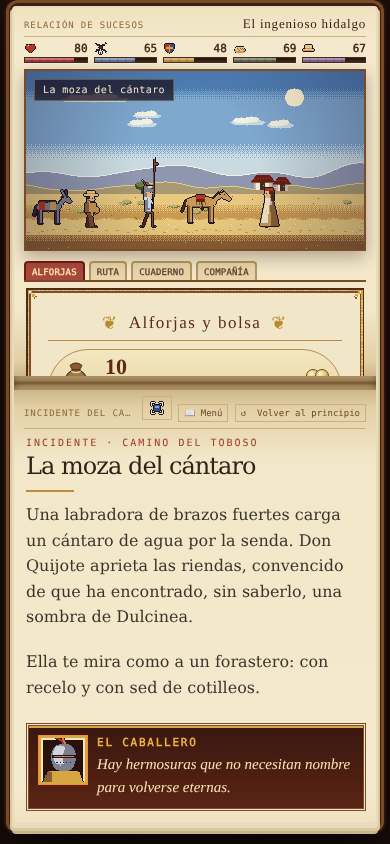 RELACIÓN DE SUCESOS
El ingenioso hidalgo
80 65 48 69 67
La moza del cántaro
ALFORJAS RUTA CUADERNO COMPAÑÍA
Alforjas y bolsa
10
INCIDENTE DEL CA… Menú Volver al principio
INCIDENTE · CAMINO DEL TOBOSO
La moza del cántaro
Una labradora de brazos fuertes carga
un cántaro de agua por la senda. Don
Quijote aprieta las riendas, convencido
de que ha encontrado, sin saberlo, una
sombra de Dulcinea.
Ella te mira como a un forastero: con
recelo y con sed de cotilleos.
EL CABALLERO
Hay hermosuras que no necesitan nombre
para volverse eternas.